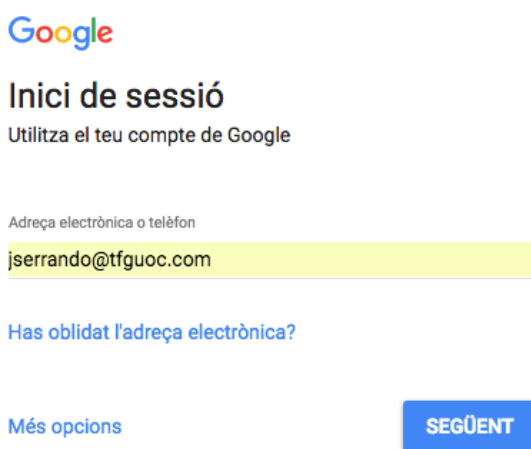 Google
Inici de sessió
Utilitza el teu compte de Google
Adreça electrònica o telèfon
jserrando@tfguoc.com
Has oblidat l'adreça electrònica?
Més opcions
SEGÜENT